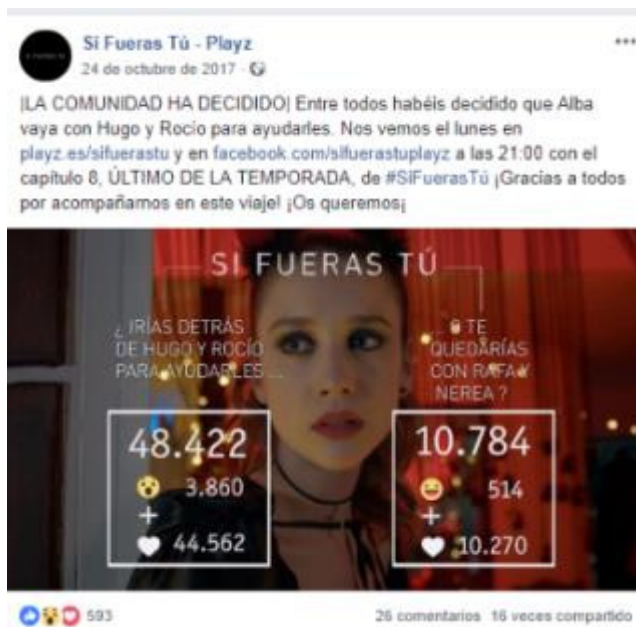 Si Fueras Tú - Playz
24 de octubre de 2017
|LA COMUNIDAD HA DECIDIDO| Entre todos habéis decidido que Alba
vaya con Hugo y Rocío para ayudarles. Nos vemos el lunes en
playz.es/sifuerastu y en facebook.com/sifuerastuplayz a las 21:00 con el
capítulo 8, ÚLTIMO DE LA TEMPORADA, de #SiFuerasTú ¡Gracias a todos
por acompañarnos en este viaje! ¡Os queremos¡
SI FUERAS TÚ
¿ IRÍAS DETRÁS
DE HUGO Y ROCÍO
PARA AYUDARLES ...
... O TE
QUEDARÍAS
CON RAFA Y
NEREA ?
48.422
3.860
+
44.562
10.784
514
+
10.270
593
26 comentarios 16 veces compartido